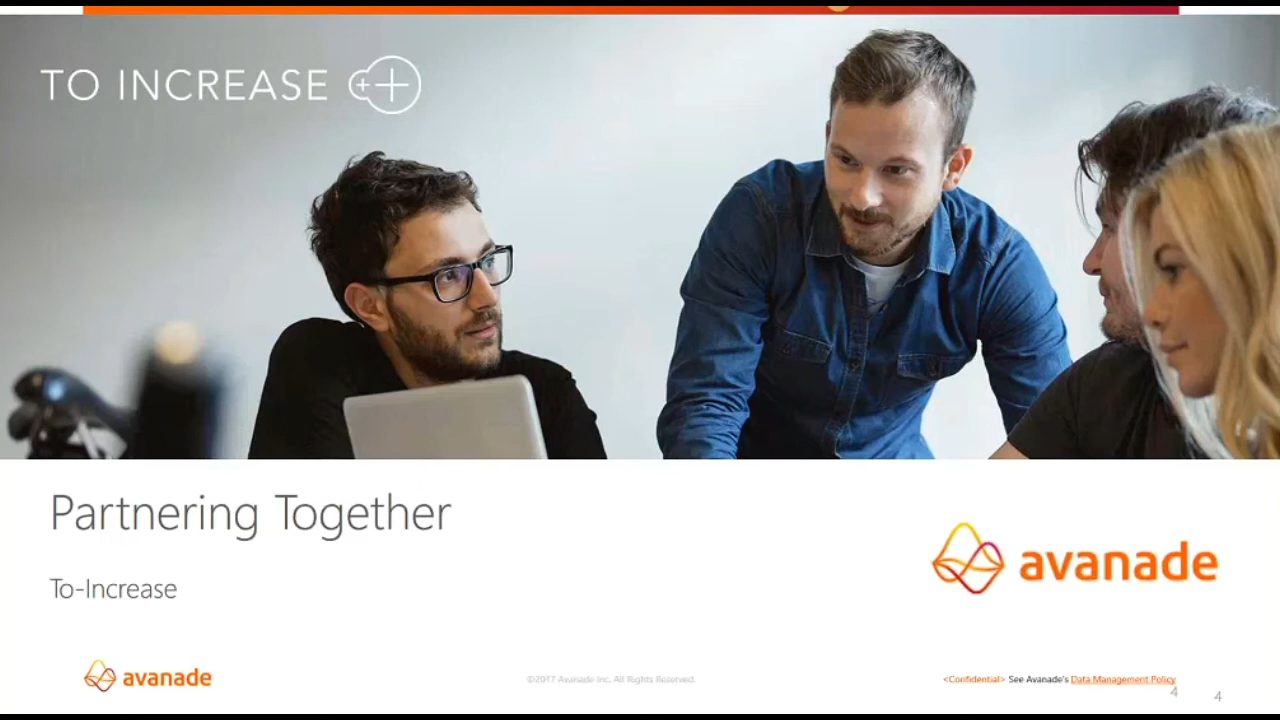 TO INCREASE
Partnering Together
To-Increase
avanade
avanade
©2017 Avanade Inc. All Rights Reserved.
<Confidential> See Avanade's Data Management Policy
4
4